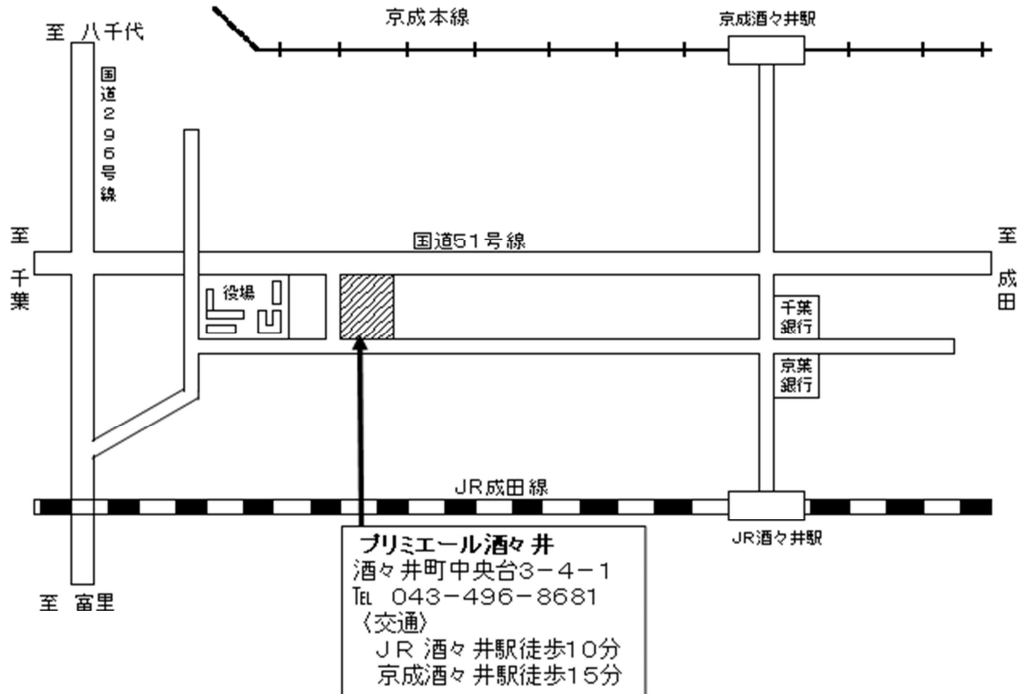 京成本線
京成酒々井駅
至 八千代
国道296号線
至 千葉
国道51号線
至 成田
役場
千葉
銀行
京葉
銀行
JR成田線
JR酒々井駅
至 富里
プリミエール酒々井
酒々井町中央台3-4-1
℡ 043-496-8681
〈交通〉
JR 酒々井駅徒歩10分
京成酒々井駅徒歩15分